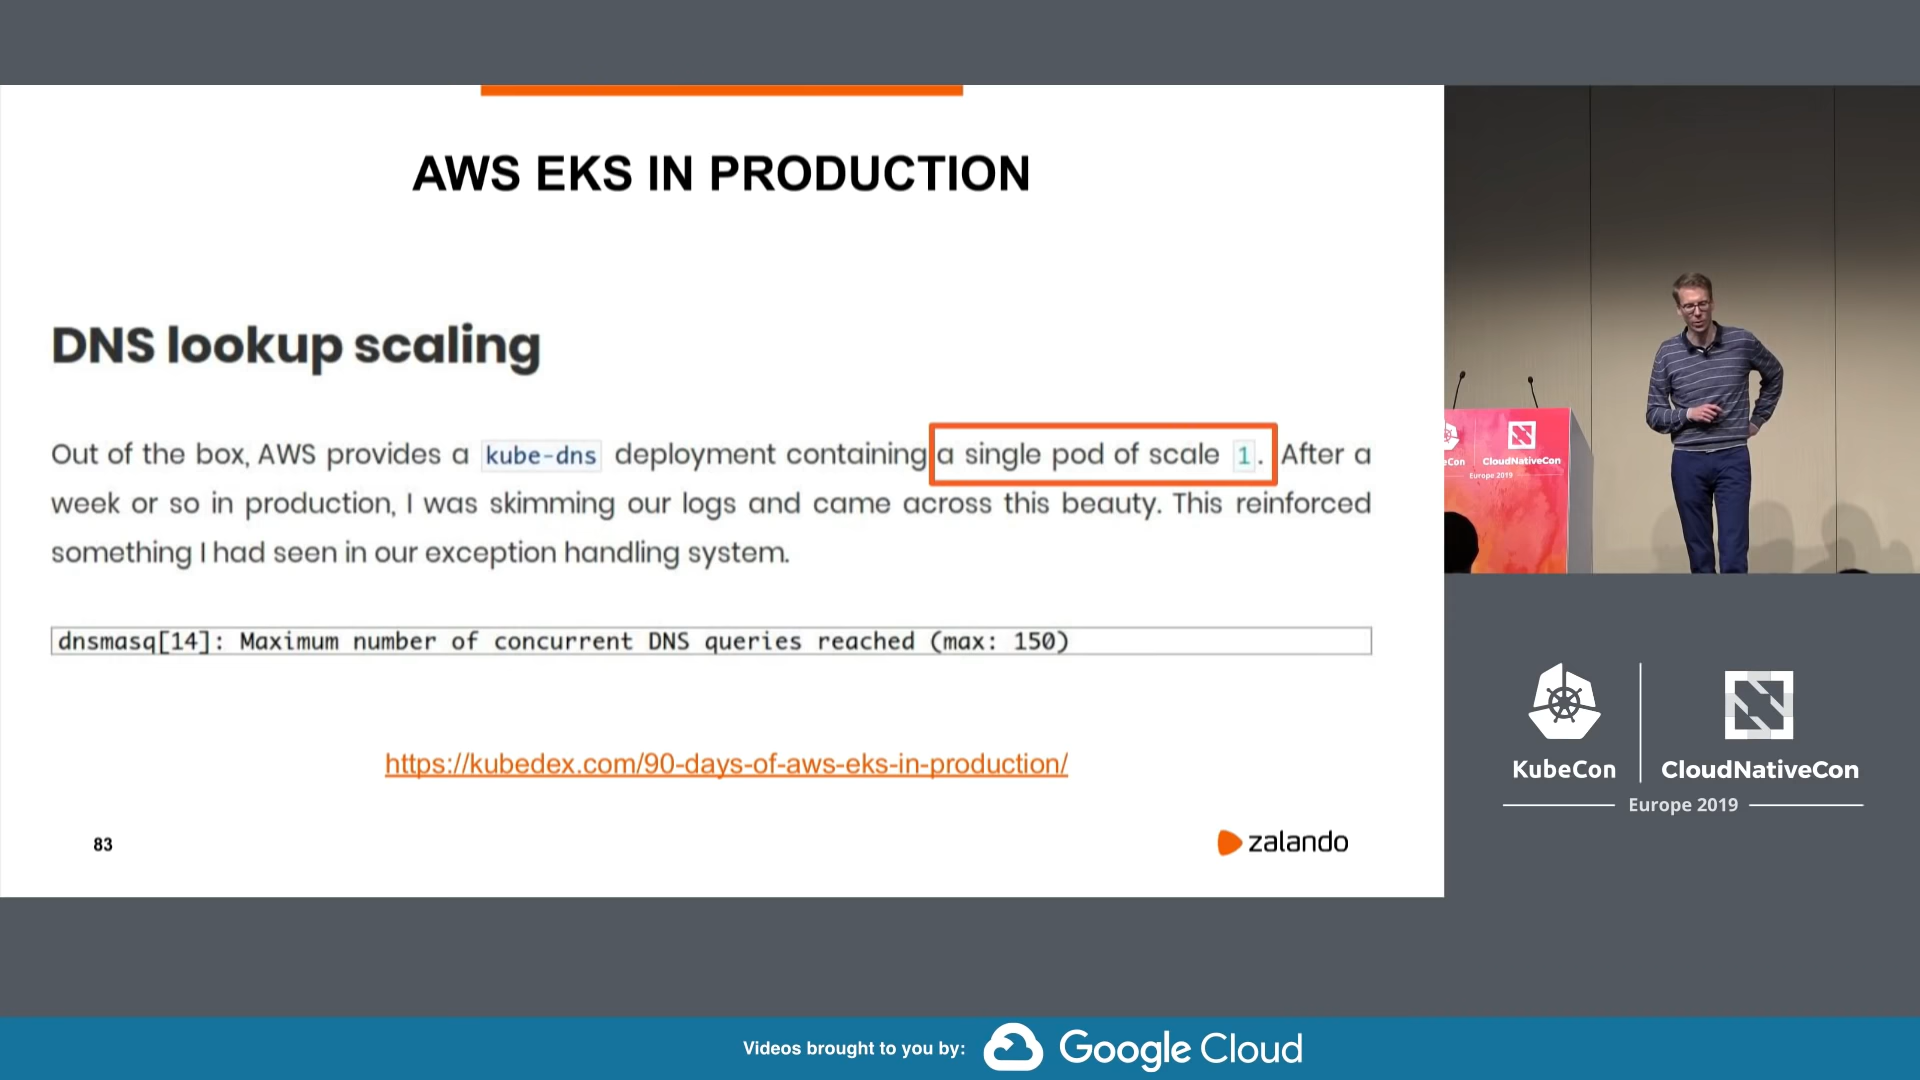 AWS EKS IN PRODUCTION
DNS lookup scaling
Out of the box, AWS provides a kube-dns deployment containing a single pod of scale 1. After a
week or so in production, I was skimming our logs and came across this beauty. This reinforced
something I had seen in our exception handling system.
dnsmasq[14]: Maximum number of concurrent DNS queries reached (max: 150)
https://kubedex.com/90-days-of-aws-eks-in-production/
83
zalando
eCon
CloudNativeCon
Europe 2019
KubeCon
CloudNativeCon
Europe 2019
Videos brought to you by:
Google Cloud